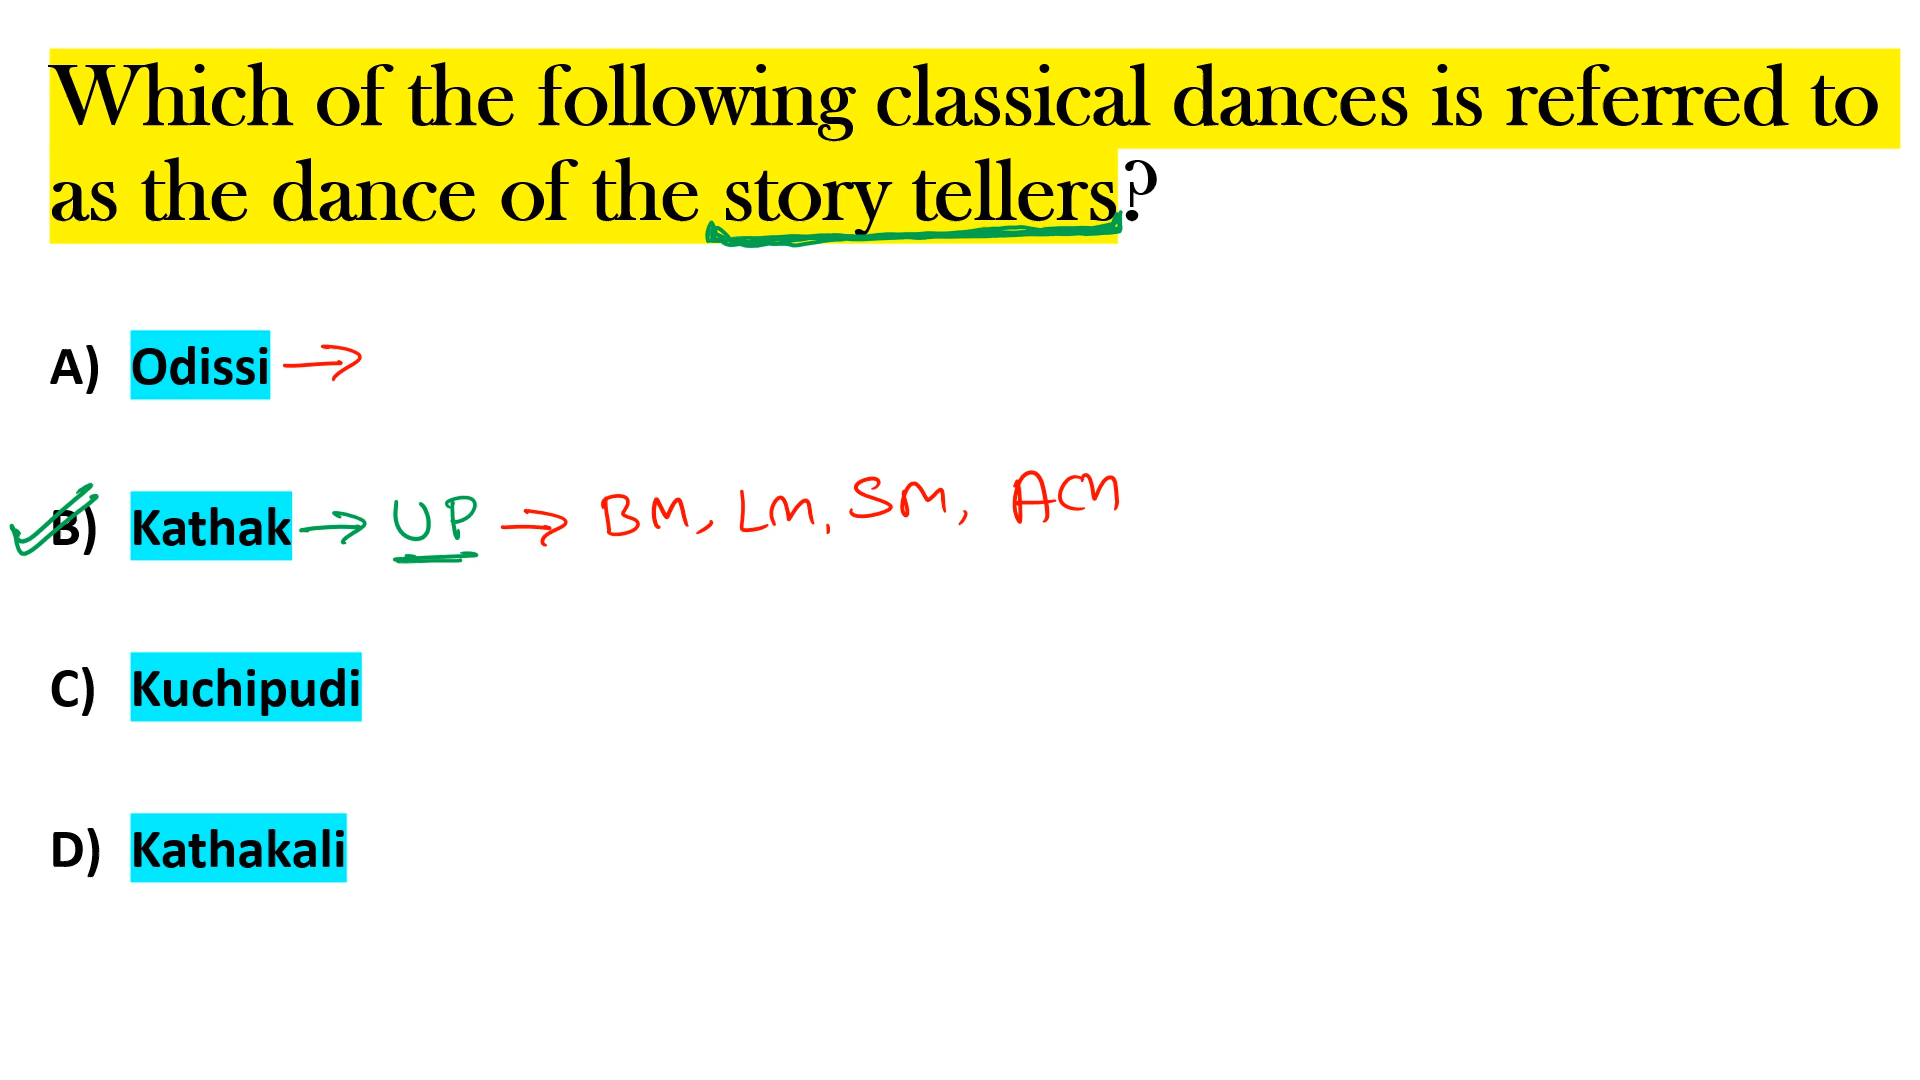 Which of the following classical dances is referred to
as the dance of the story tellers?
A) Odissi →
B) Kathak → UP → BM, LM, SM, ACM
C) Kuchipudi
D) Kathakali